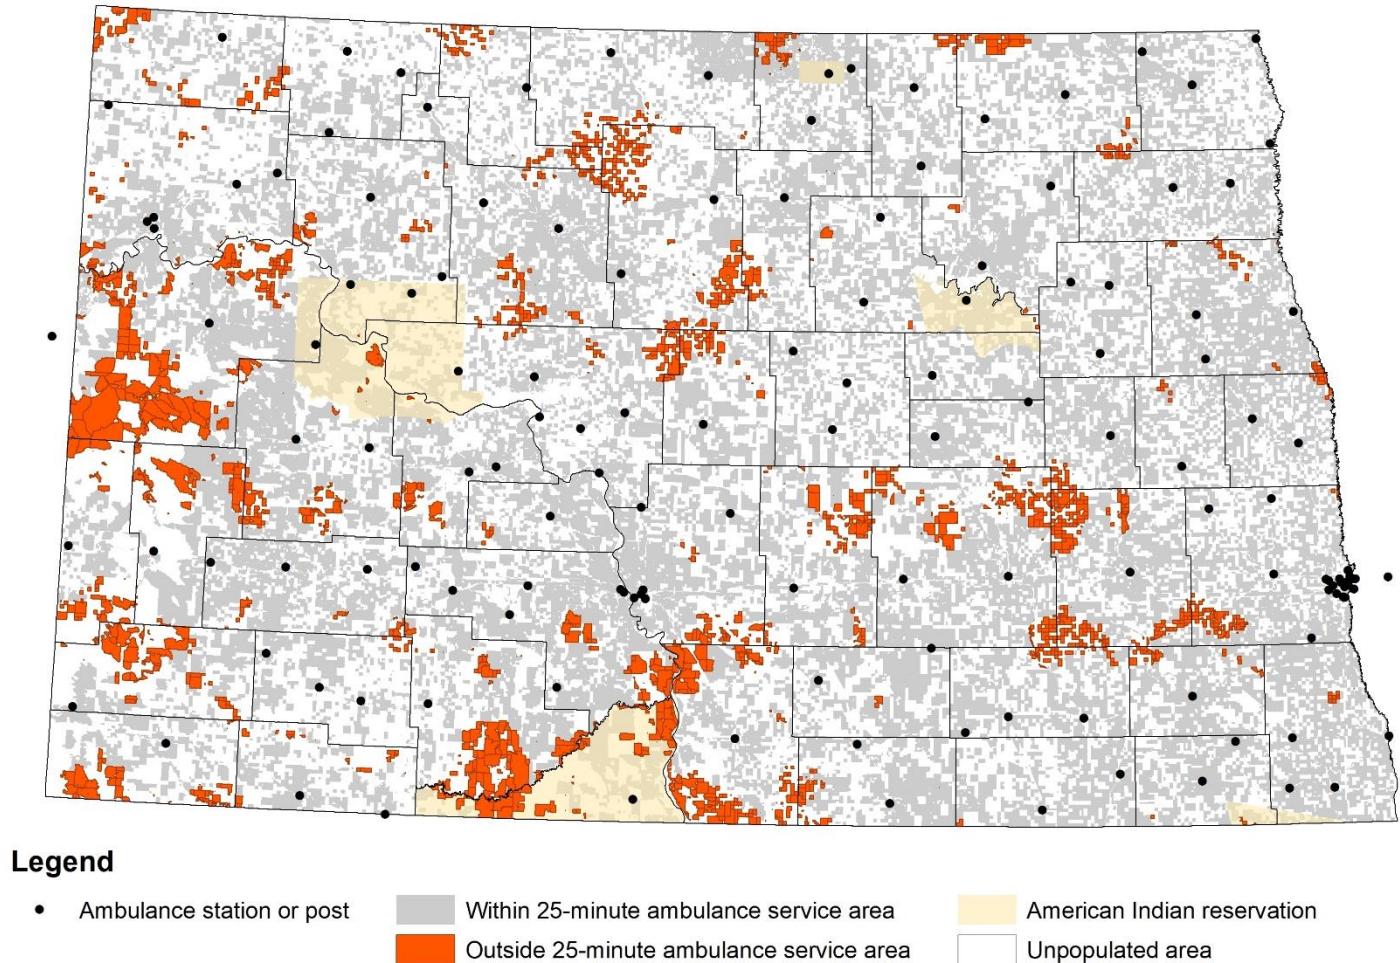 Legend
Ambulance station or post
Within 25-minute ambulance service area
American Indian reservation
Outside 25-minute ambulance service area
Unpopulated area